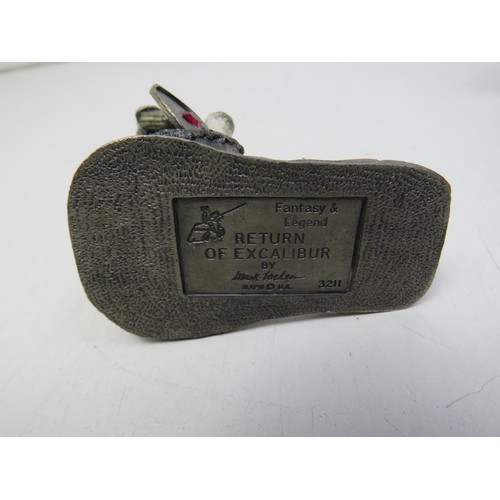 Fantasy &
Legend
RETURN
OF EXCALIBUR
BY
3211